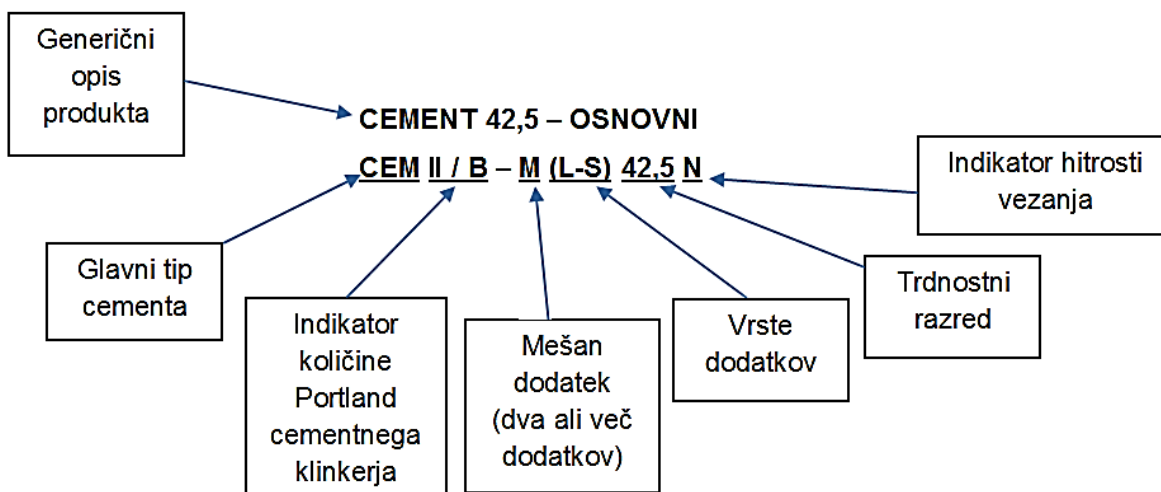 Generični
opis
produkta
CEMENT 42,5 – OSNOVNI
CEM II / B – M (L-S) 42,5 N
Indikator hitrosti
vezanja
Glavni tip
cementa
Indikator
količine
Portland
cementnega
klinkerja
Mešan
dodatek
(dva ali več
dodatkov)
Vrste
dodatkov
Trdnostni
razred